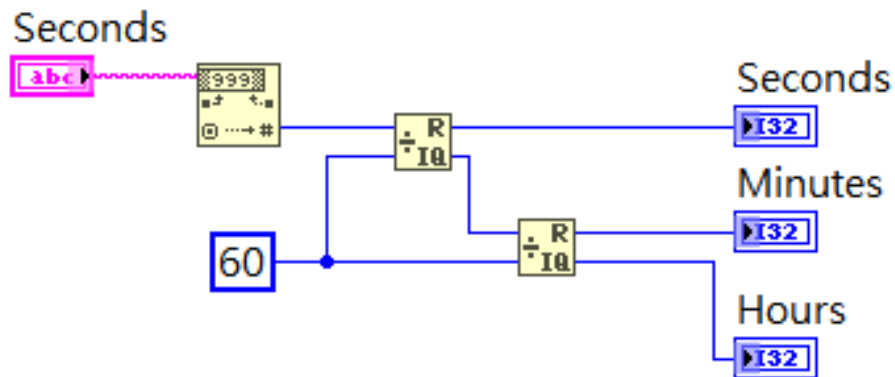 Seconds
abc
999
Seconds
R
I32
÷
IQ
Minutes
R
I32
60
÷
IQ
Hours
I32